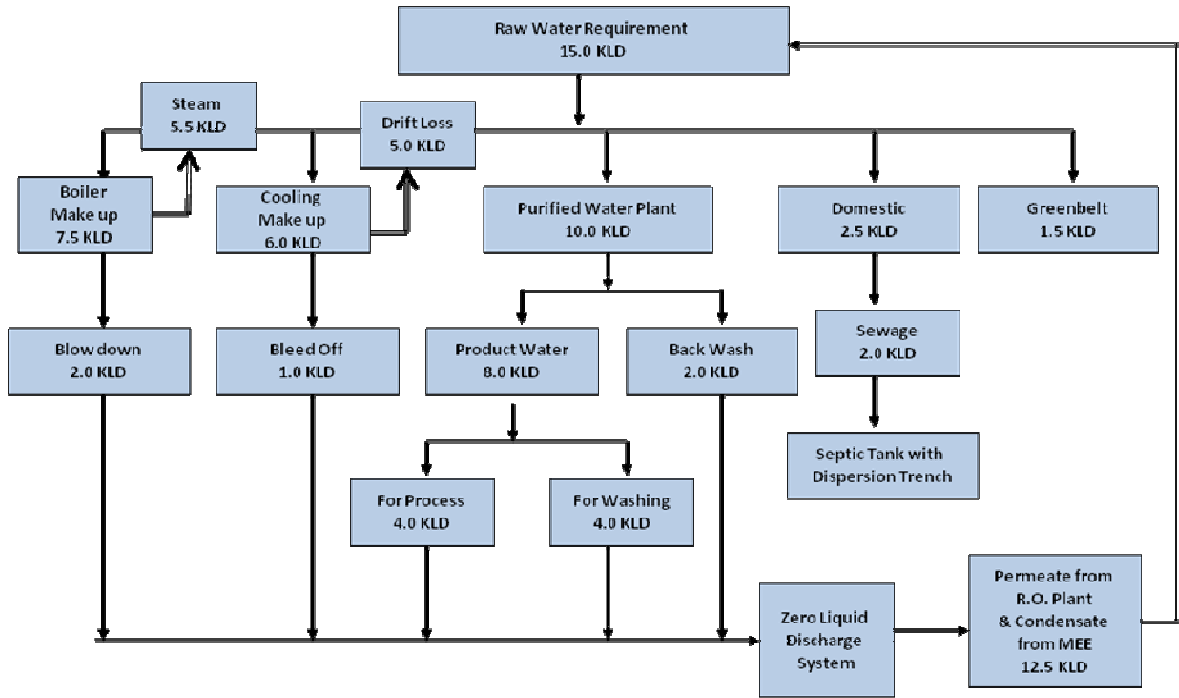 Raw Water Requirement
15.0 KLD
Steam
5.5 KLD
Drift Loss
5.0 KLD
Boiler
Make up
7.5 KLD
Cooling
Make up
6.0 KLD
Purified Water Plant
10.0 KLD
Domestic
2.5 KLD
Greenbelt
1.5 KLD
Blow down
2.0 KLD
Bleed Off
1.0 KLD
Product Water
8.0 KLD
Back Wash
2.0 KLD
Sewage
2.0 KLD
Septic Tank with
Dispersion Trench
For Process
4.0 KLD
For Washing
4.0 KLD
Zero Liquid
Discharge
System
Permeate from
R.O. Plant
& Condensate
from MEE
12.5 KLD